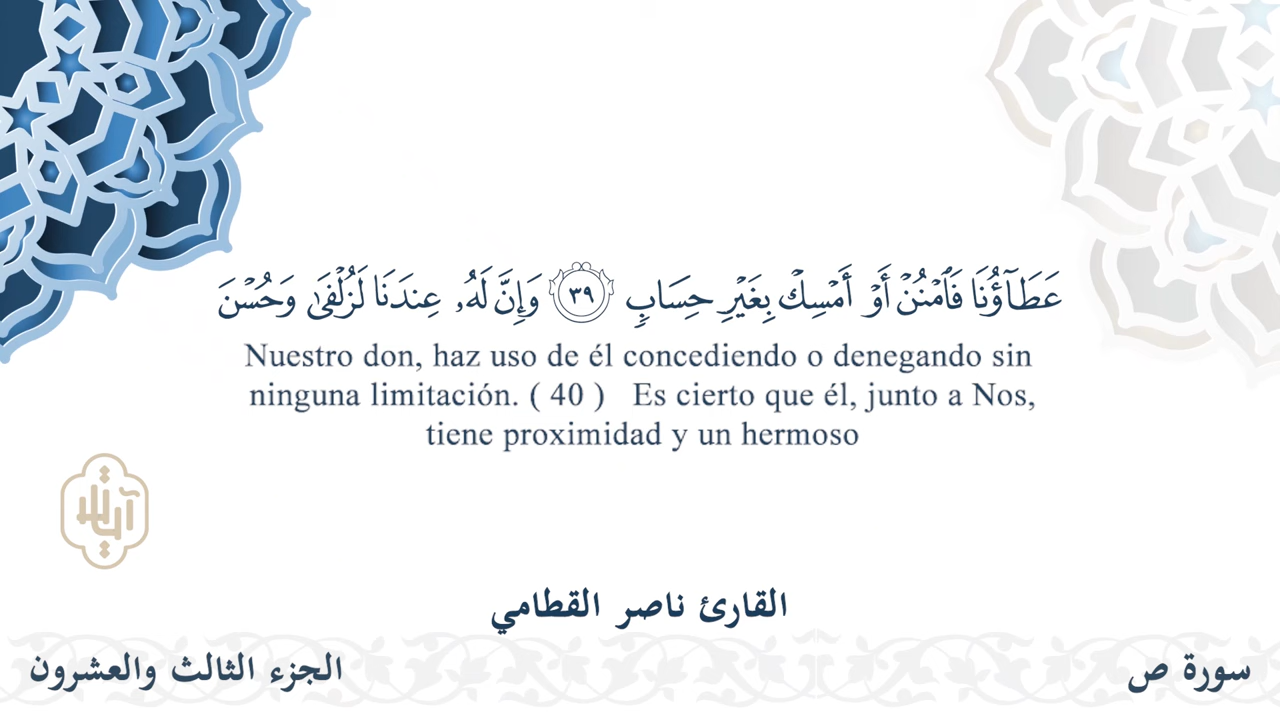 عَطَآؤُنَا فَٱمۡنُنۡ أَوۡ أَمۡسِكۡ بِغَيۡرِ حِسَابٖ ٣٩ وَإِنَّ لَهُۥ عِندَنَا لَزُلۡفَىٰ وَحُسۡنَ
Nuestro don, haz uso de él concediendo o denegando sin
ninguna limitación. ( 40 ) Es cierto que él, junto a Nos,
tiene proximidad y un hermoso
آيات
القارئ ناصر القطامي
سورة ص
الجزء الثالث والعشرون